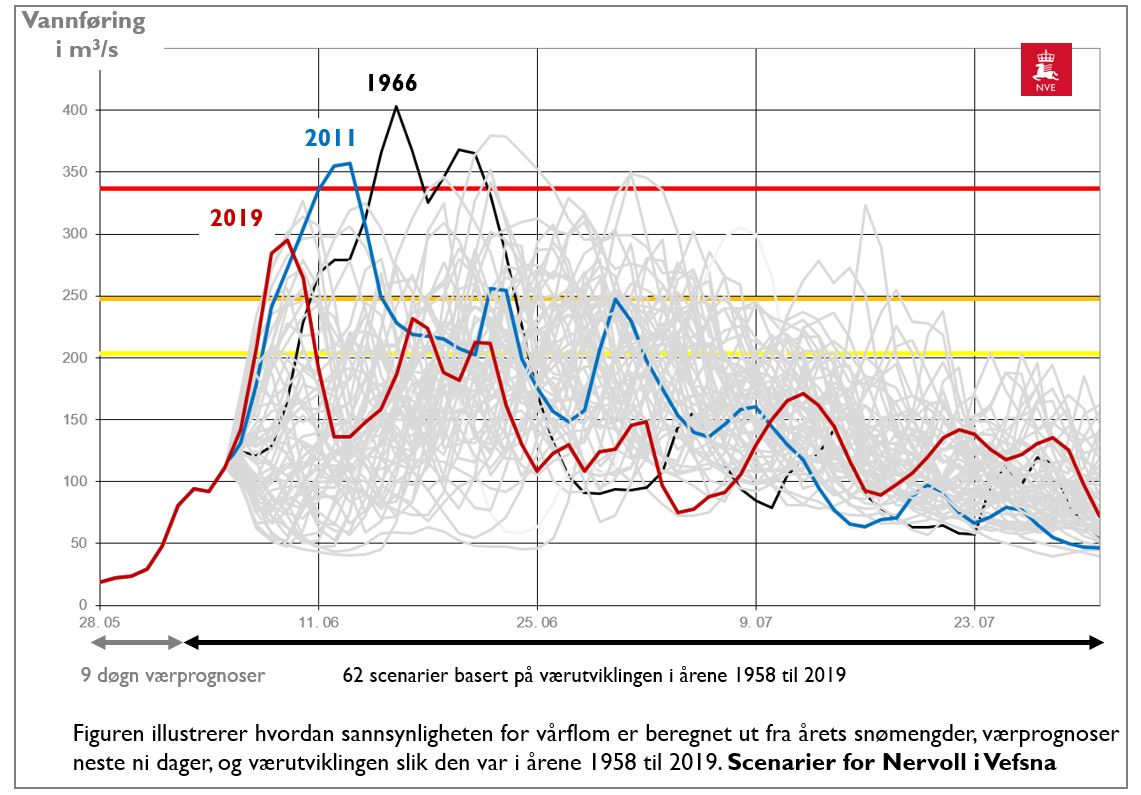 Vannføring
i m³/s
NVE
1966
400
2011
350
2019
300
250
200
150
100
50
0
28. 05 11. 06 25. 06 9. 07 23. 07
9 døgn værprognoser 62 scenarier basert på værutviklingen i årene 1958 til 2019
Figuren illustrerer hvordan sannsynligheten for vårflom er beregnet ut fra årets snømengder, værprognoser
neste ni dager, og værutviklingen slik den var i årene 1958 til 2019. Scenarier for Nervoll i Vefsna